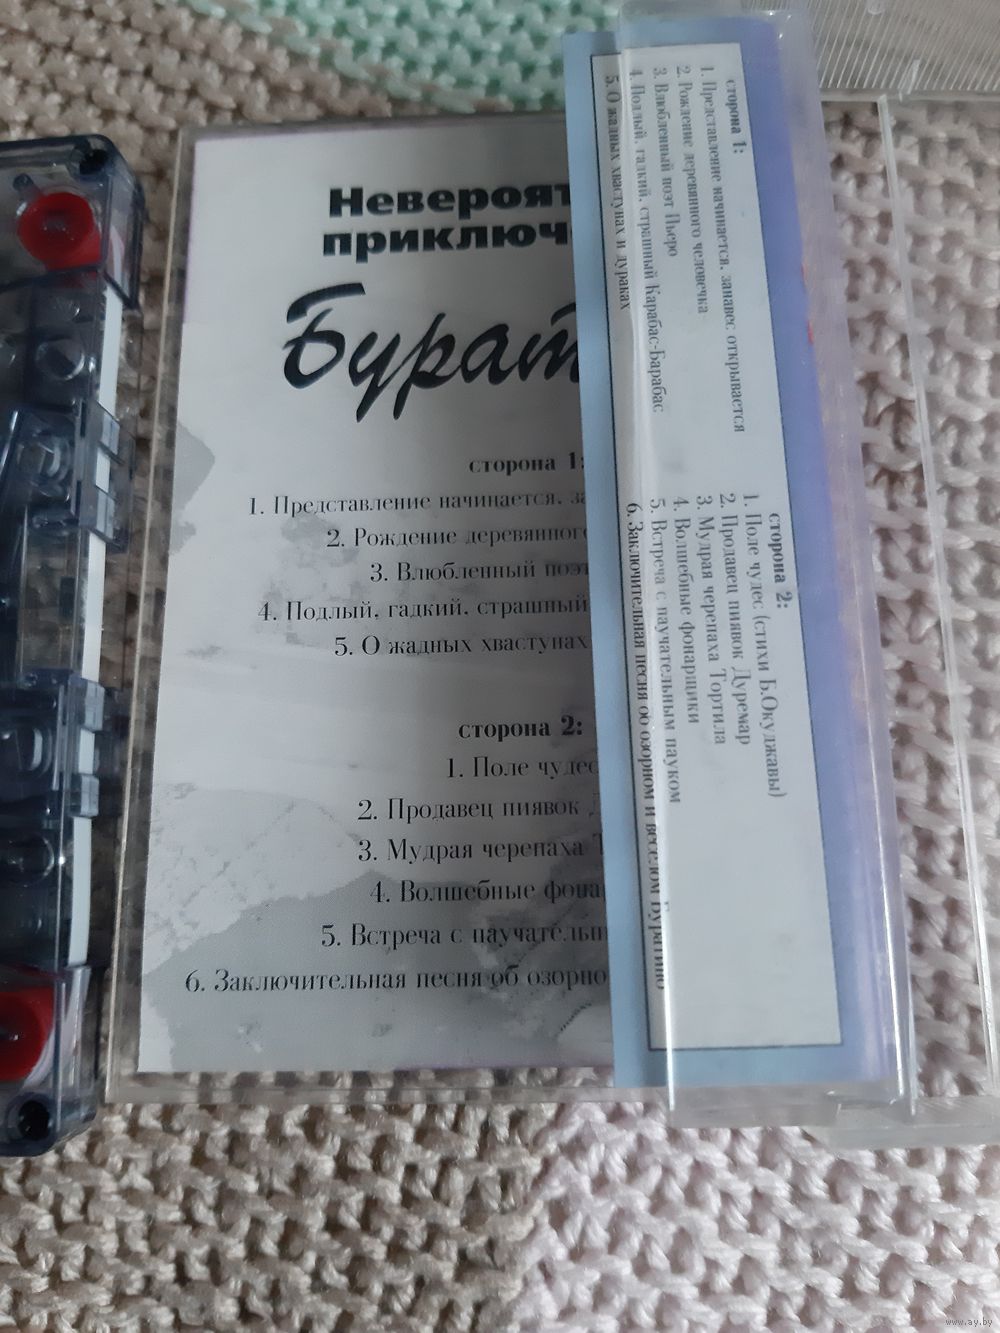 Невероят
приключ
Бурат
сторона 1:
1. Представление начинается, за
2. Рождение деревянного
3. Влюбленный поэт
4. Подлый, гадкий, страшный
5. О жадных хвастунах
сторона 2:
1. Поле чудес
2. Продавец пиявок
3. Мудрая черепаха Т
4. Волшебные фона
5. Встреча с паучательны
6. Заключительная песня об озорно
сторона 1:
1. Представление начинается, занавес открывается
2. Рождение деревянного человечка
3. Влюбленный поэт Пьеро
4. Подлый, гадкий, страшный Карабас-Барабас
5. О жадных хвастунах и дураках
сторона 2:
1. Поле чудес (стихи Б.Окуджавы)
2. Продавец пиявок Дуремар
3. Мудрая черепаха Тортила
4. Волшебные фонарщики
5. Встреча с паучательным пауком
6. Заключительная песня об озорном и веселом Буратино
www.ay.by